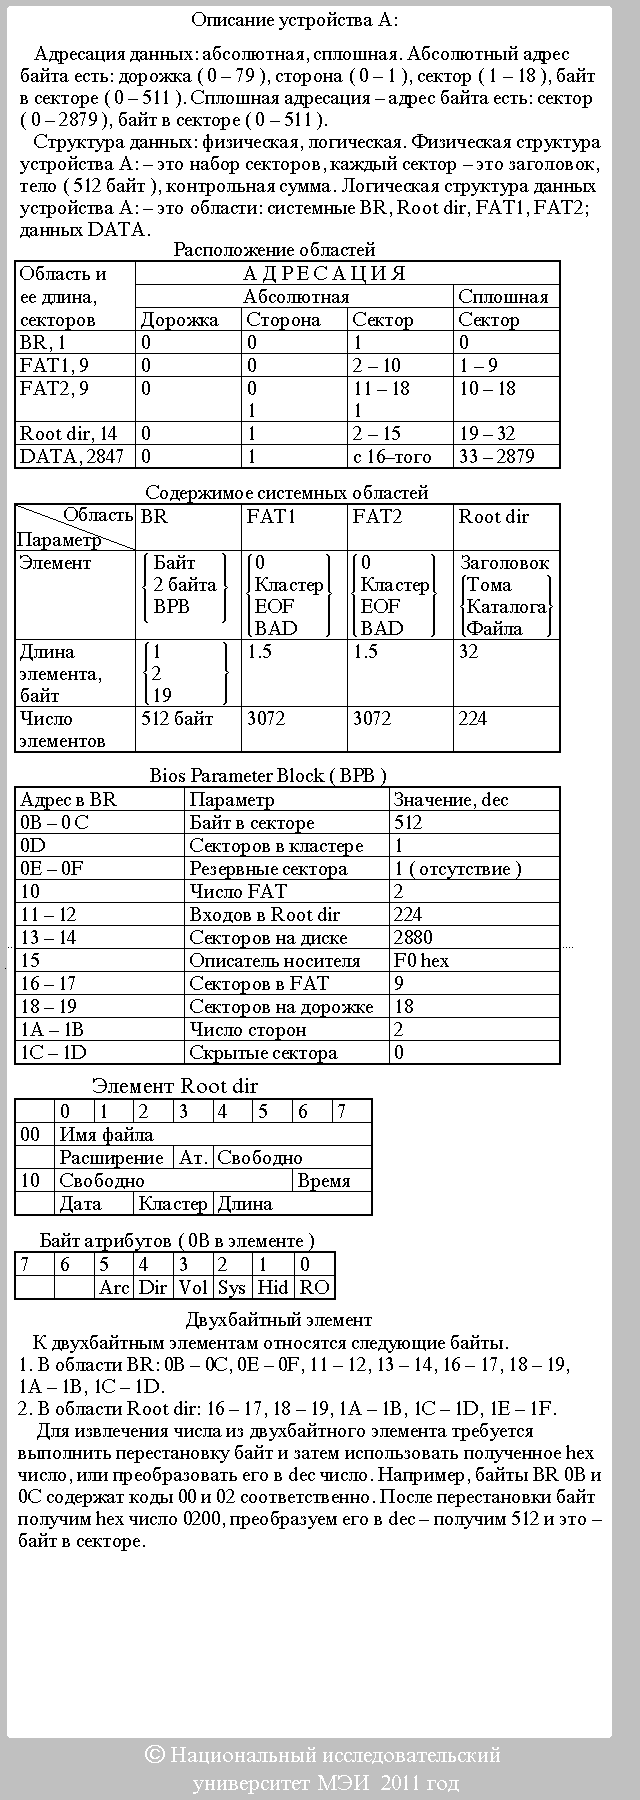 Описание устройства А:
Адресация данных: абсолютная, сплошная. Абсолютный адрес
байта есть: дорожка ( 0 – 79 ), сторона ( 0 – 1 ), сектор ( 1 – 18 ), байт
в секторе ( 0 – 511 ). Сплошная адресация – адрес байта есть: сектор
( 0 – 2879 ), байт в секторе ( 0 – 511 ).
Структура данных: физическая, логическая. Физическая структура
устройства А: – это набор секторов, каждый сектор – это заголовок,
тело ( 512 байт ), контрольная сумма. Логическая структура данных
устройства А: – это области: системные BR, Root dir, FAT1, FAT2;
данных DATA.
Расположение областей
Область и А Д Р Е С А Ц И Я
ее длина, Абсолютная Сплошная
секторов Дорожка Сторона Сектор Сектор
BR, 1 0 0 1 0
FAT1, 9 0 0 2 – 10 1 – 9
FAT2, 9 0 0 11 – 18 10 – 18
1 1
Root dir, 14 0 1 2 – 15 19 – 32
DATA, 2847 0 1 с 16–того 33 – 2879
Содержимое системных областей
Область BR FAT1 FAT2 Root dir
Параметр
Элемент Байт 0 0 Заголовок
2 байта Кластер Кластер Тома
BPB EOF EOF Каталога
BAD BAD Файла
Длина 1 1.5 1.5 32
элемента, 2
байт 19
Число 512 байт 3072 3072 224
элементов
Bios Parameter Block ( BPB )
Адрес в BR Параметр Значение, dec
0B – 0 C Байт в секторе 512
0D Секторов в кластере 1
0E – 0F Резервные сектора 1 ( отсутствие )
10 Число FAT 2
11 – 12 Входов в Root dir 224
13 – 14 Секторов на диске 2880
15 Описатель носителя F0 hex
16 – 17 Секторов в FAT 9
18 – 19 Секторов на дорожке 18
1A – 1B Число сторон 2
1C – 1D Скрытые сектора 0
Элемент Root dir
0 1 2 3 4 5 6 7
00 Имя файла
Расширение Ат. Свободно
10 Свободно Время
Дата Кластер Длина
Байт атрибутов ( 0B в элементе )
7 6 5 4 3 2 1 0
Arc Dir Vol Sys Hid RO
Двухбайтный элемент
К двухбайтным элементам относятся следующие байты.
1. В области BR: 0B – 0C, 0E – 0F, 11 – 12, 13 – 14, 16 – 17, 18 – 19,
1A – 1B, 1C – 1D.
2. В области Root dir: 16 – 17, 18 – 19, 1A – 1B, 1C – 1D, 1E – 1F.
Для извлечения числа из двухбайтного элемента требуется
выполнить перестановку байт и затем использовать полученное hex
число, или преобразовать его в dec число. Например, байты BR 0B и
0C содержат коды 00 и 02 соответственно. После перестановки байт
получим hex число 0200, преобразуем его в dec – получим 512 и это –
байт в секторе.
© Национальный исследовательский
университет МЭИ 2011 год